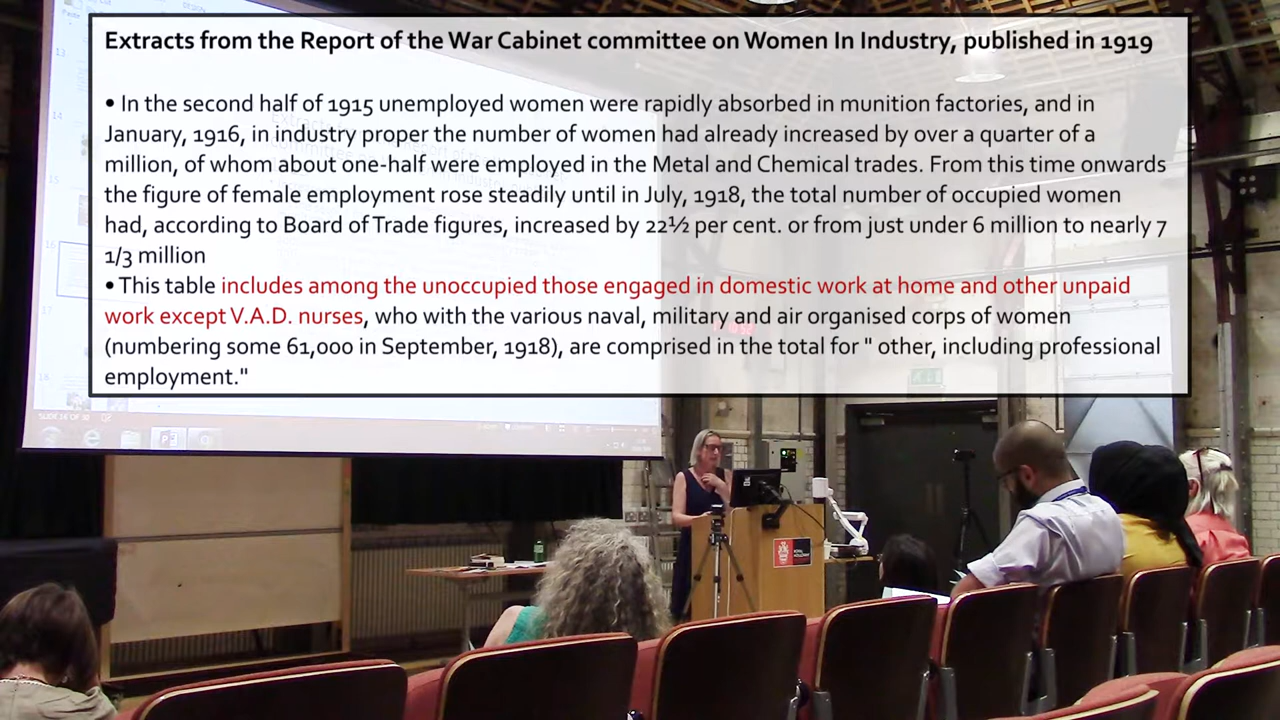 Extracts from the Report of the War Cabinet committee on Women In Industry, published in 1919
• In the second half of 1915 unemployed women were rapidly absorbed in munition factories, and in
January, 1916, in industry proper the number of women had already increased by over a quarter of a
million, of whom about one-half were employed in the Metal and Chemical trades. From this time onwards
the figure of female employment rose steadily until in July, 1918, the total number of occupied women
had, according to Board of Trade figures, increased by 22½ per cent. or from just under 6 million to nearly 7
1/3 million
• This table includes among the unoccupied those engaged in domestic work at home and other unpaid
work except V.A.D. nurses, who with the various naval, military and air organised corps of women
(numbering some 61,000 in September, 1918), are comprised in the total for " other, including professional
employment."
SLIDE 16 OF 30
ROYAL
HOLLOWAY